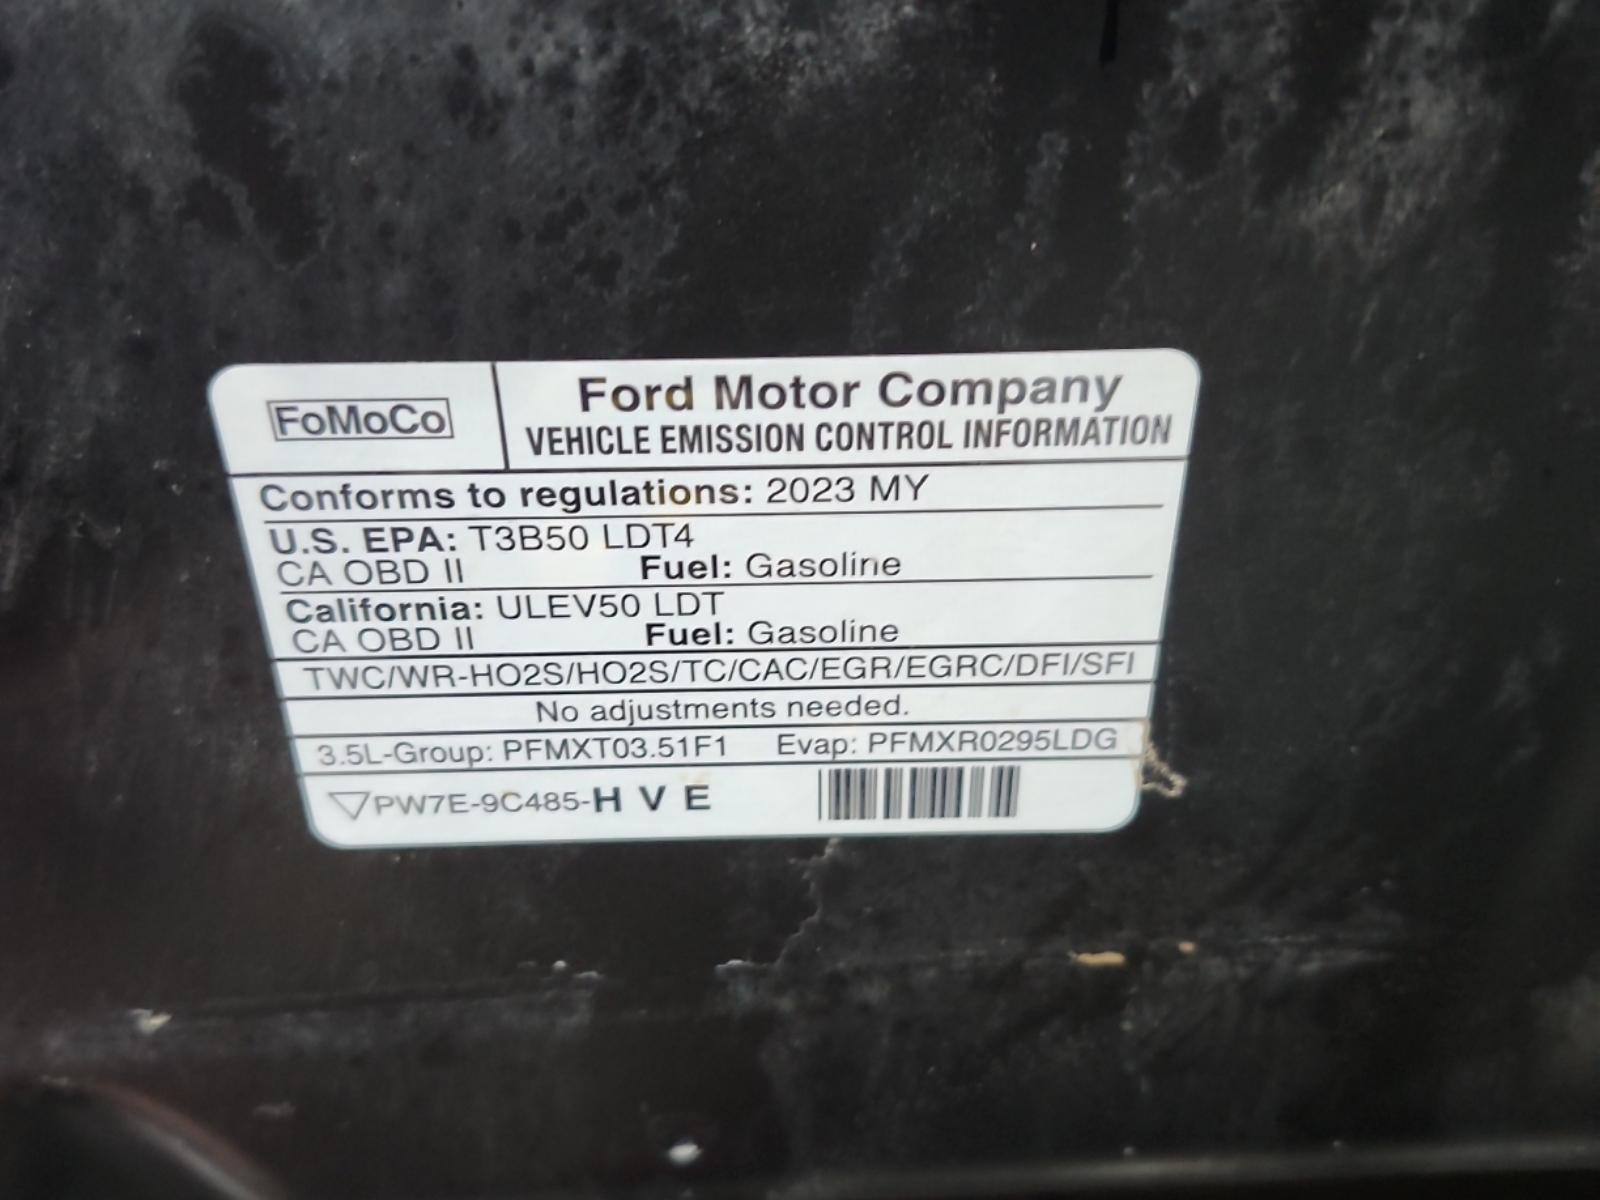 FoMoCo
Ford Motor Company
VEHICLE EMISSION CONTROL INFORMATION
Conforms to regulations: 2023 MY
U.S. EPA: T3B50 LDT4
CA OBD II Fuel: Gasoline
California: ULEV50 LDT
CA OBD II Fuel: Gasoline
TWC/WR-HO2S/HO2S/TC/CAC/EGR/EGRC/DFI/SFI
No adjustments needed.
3.5L-Group: PFMXT03.51F1 Evap: PFMXR0295LDG
PW7E-9C485-H V E